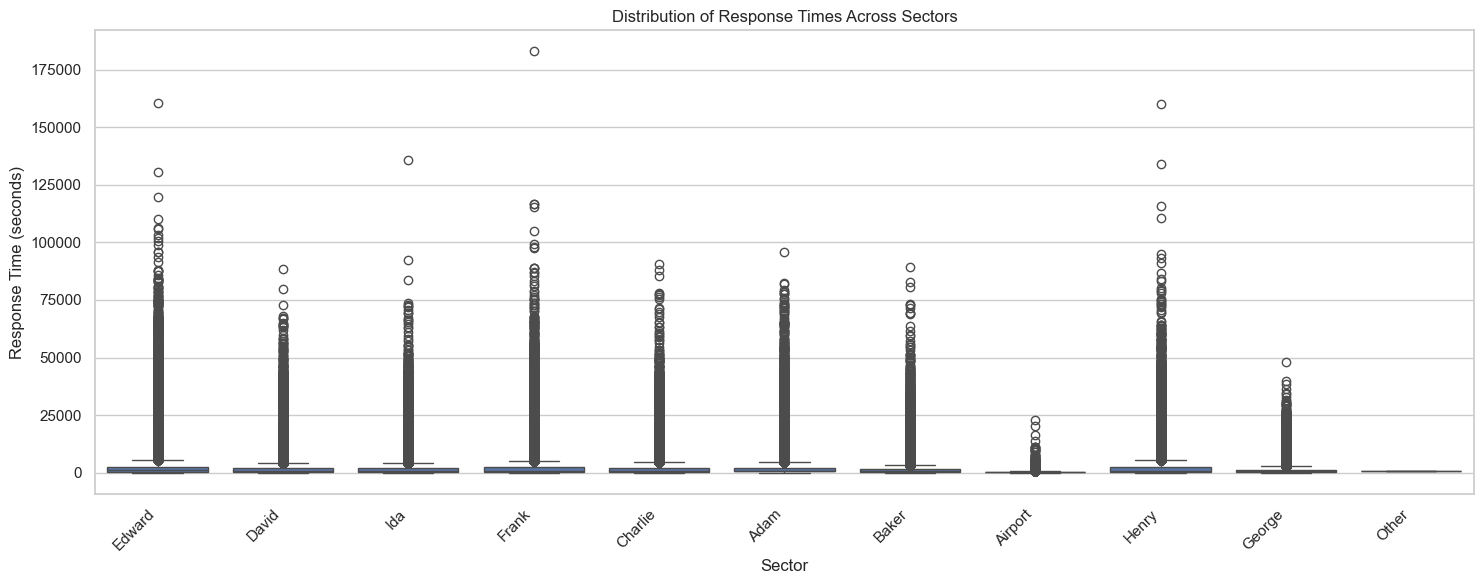 Distribution of Response Times Across Sectors
175000
150000
125000
100000
75000
50000
25000
0
Response Time (seconds)
Edward
David
Ida
Frank
Charlie
Adam
Baker
Airport
Henry
George
Other
Sector